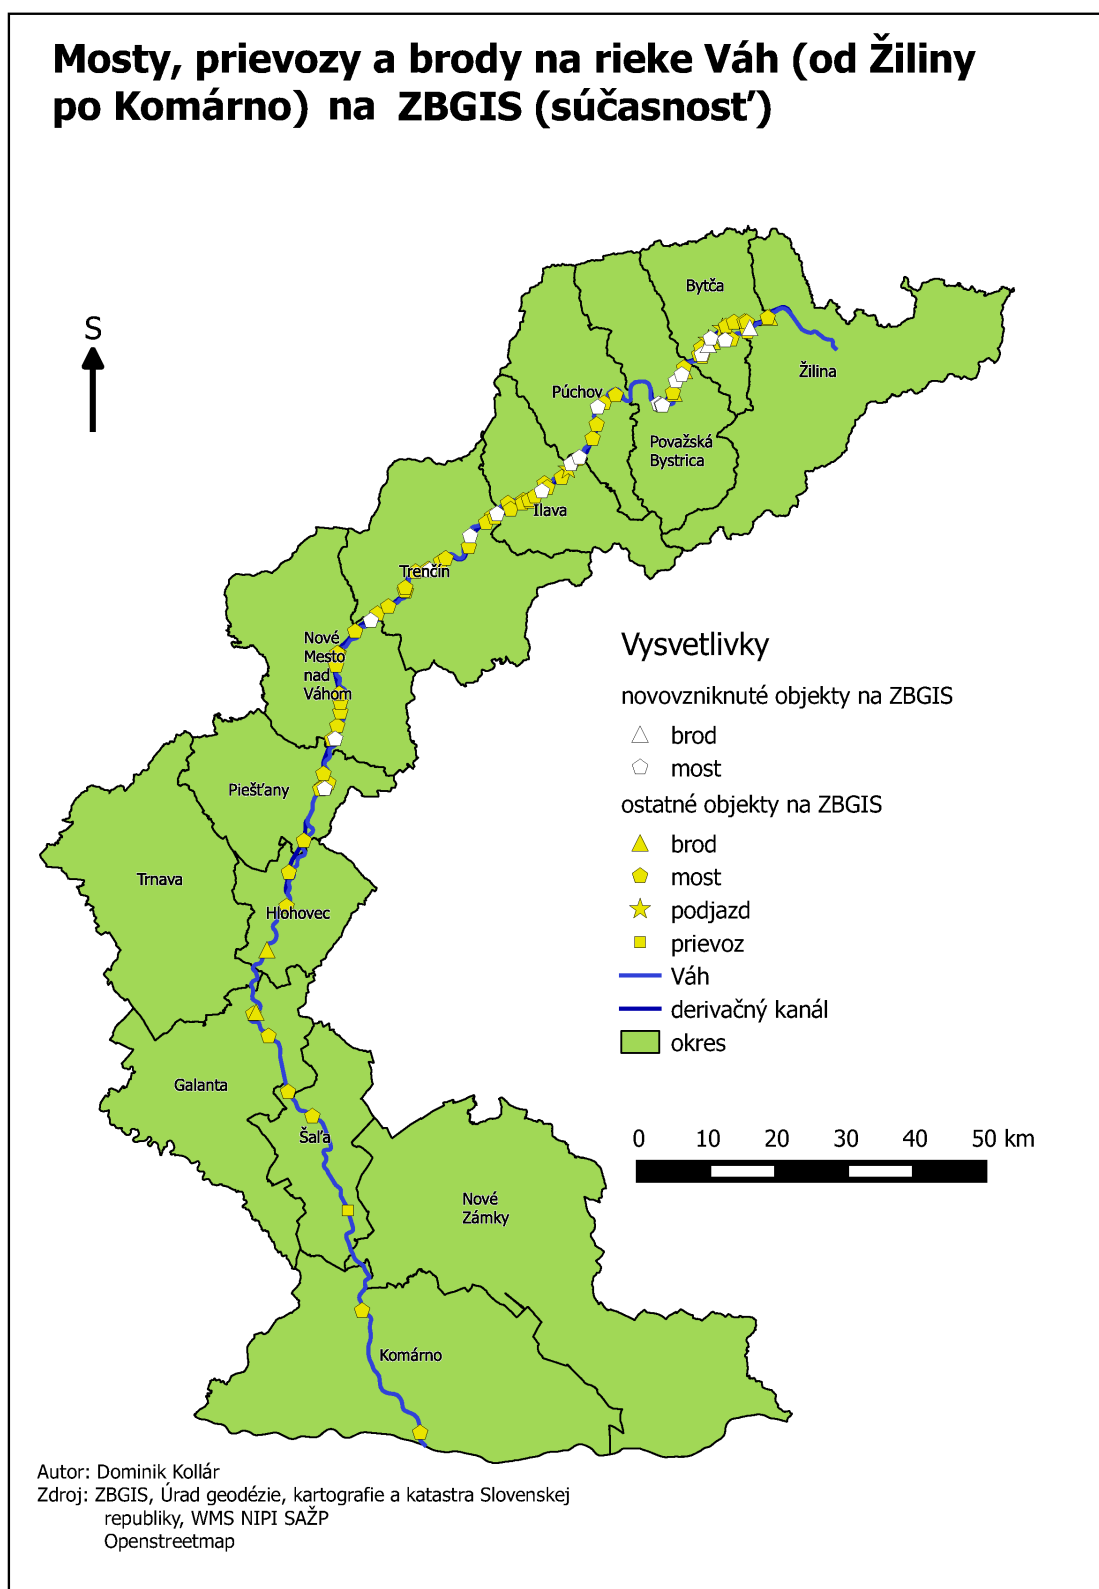 Mosty, prievozy a brody na rieke Váh (od Žiliny
po Komárno) na ZBGIS (súčasnosť)
S
Bytča
Žilina
Púchov
Považská
Bystrica
Ilava
Trenčín
Nové
Mesto
nad
Váhom
Piešťany
Trnava
Hlohovec
Galanta
Šaľa
Nové
Zámky
Komárno
Vysvetlivky
novovzniknuté objekty na ZBGIS
brod
most
ostatné objekty na ZBGIS
brod
most
podjazd
prievoz
Váh
derivačný kanál
okres
0 10 20 30 40 50 km
Autor: Dominik Kollár
Zdroj: ZBGIS, Úrad geodézie, kartografie a katastra Slovenskej
republiky, WMS NIPI SAŽP
Openstreetmap